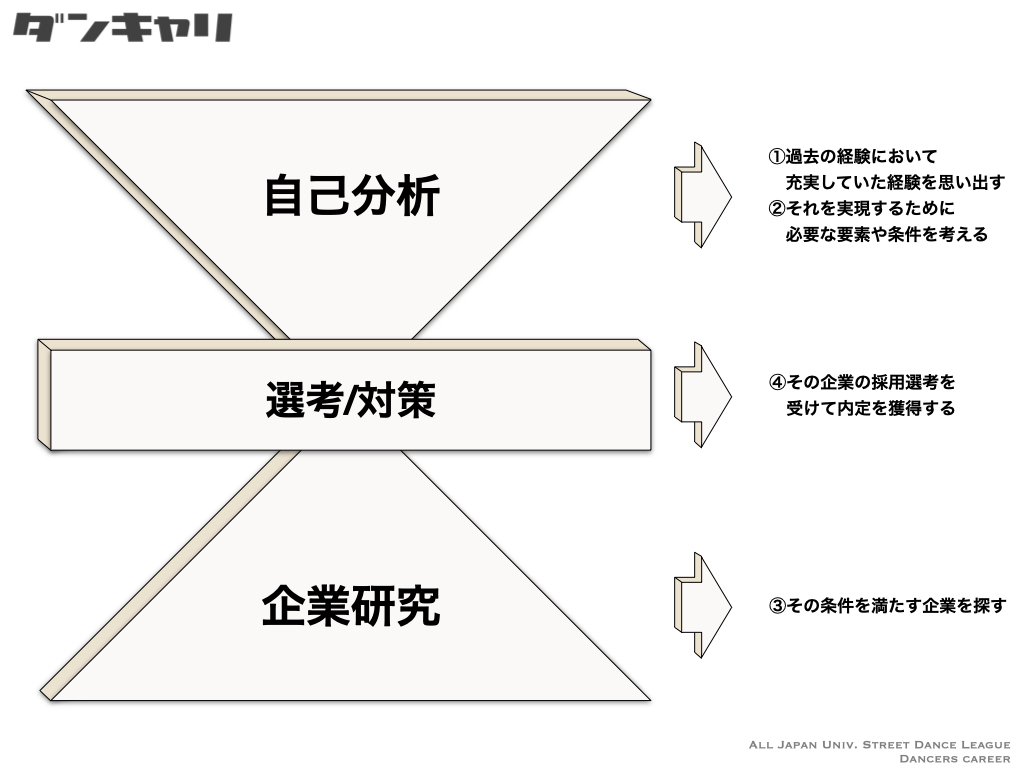 ダンキャリ
自己分析
①過去の経験において
充実していた経験を思い出す
②それを実現するために
必要な要素や条件を考える
選考/対策
④その企業の採用選考を
受けて内定を獲得する
企業研究
③その条件を満たす企業を探す
All Japan Univ. Street Dance League
Dancers career